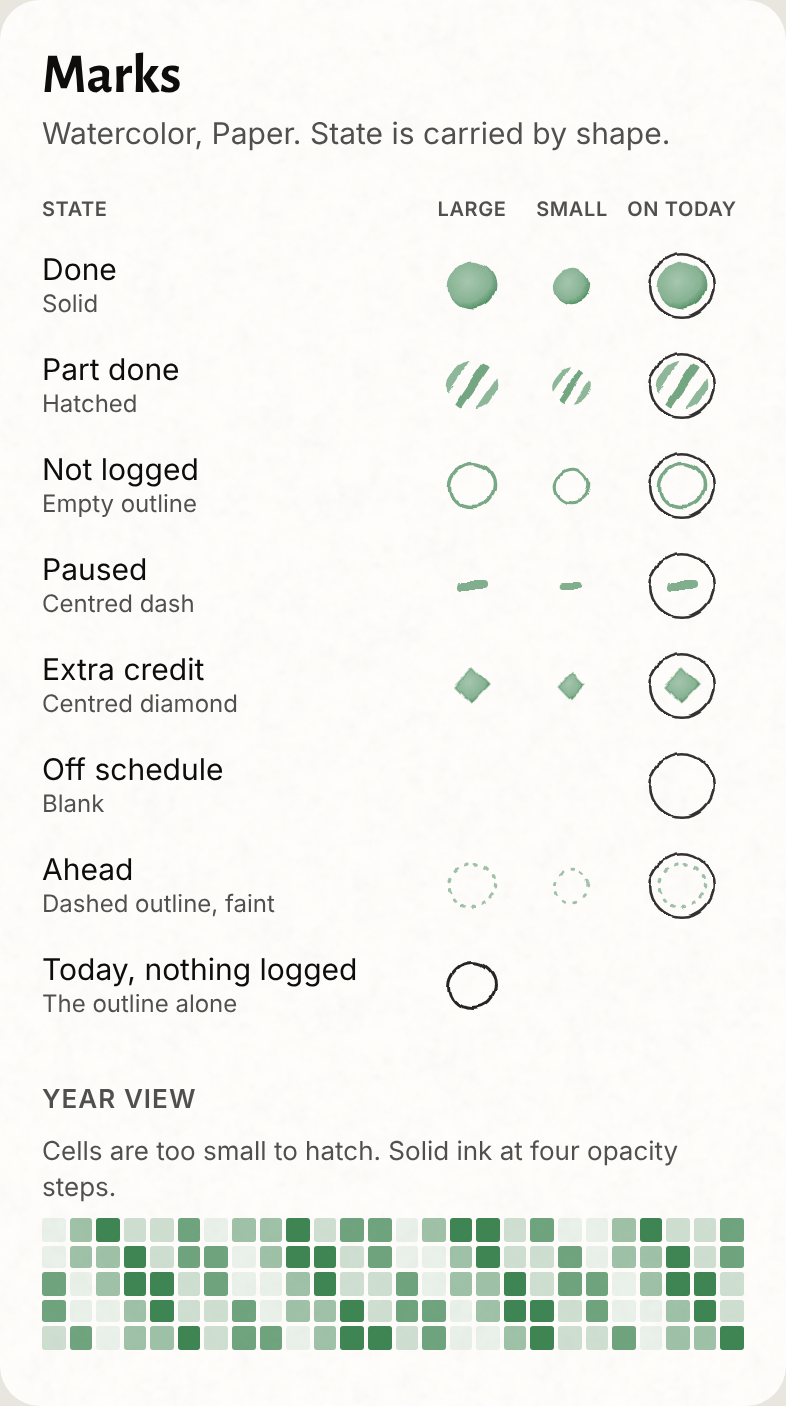 Marks
Watercolor, Paper. State is carried by shape.
STATE LARGE SMALL ON TODAY
Done
Solid
Part done
Hatched
Not logged
Empty outline
Paused
Centred dash
Extra credit
Centred diamond
Off schedule
Blank
Ahead
Dashed outline, faint
Today, nothing logged
The outline alone
YEAR VIEW
Cells are too small to hatch. Solid ink at four opacity
steps.